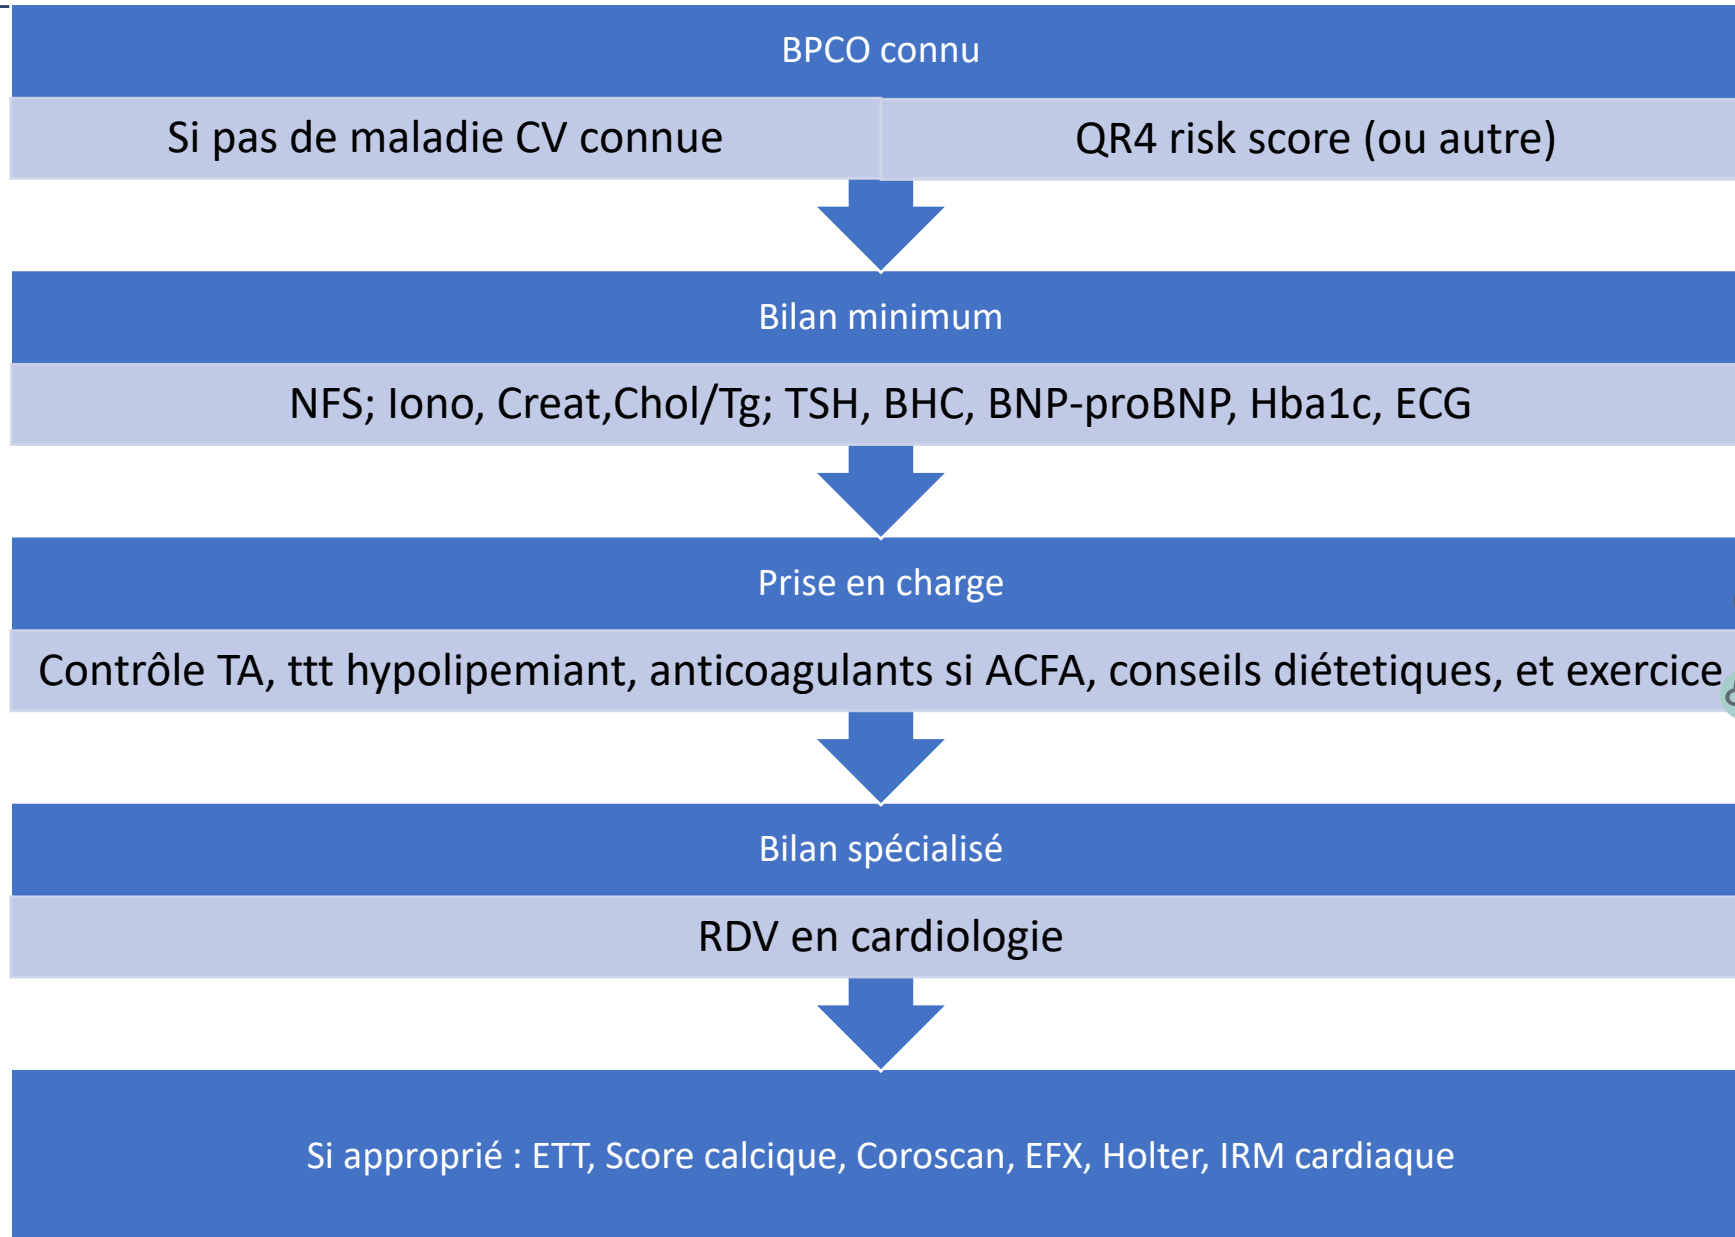 BPCO connu
Si pas de maladie CV connue
QR4 risk score (ou autre)
Bilan minimum
NFS; Iono, Creat,Chol/Tg; TSH, BHC, BNP-proBNP, Hba1c, ECG
Prise en charge
Contrôle TA, ttt hypolipemiant, anticoagulants si ACFA, conseils diétetiques, et exercice
Bilan spécialisé
RDV en cardiologie
Si approprié : ETT, Score calcique, Coroscan, EFX, Holter, IRM cardiaque